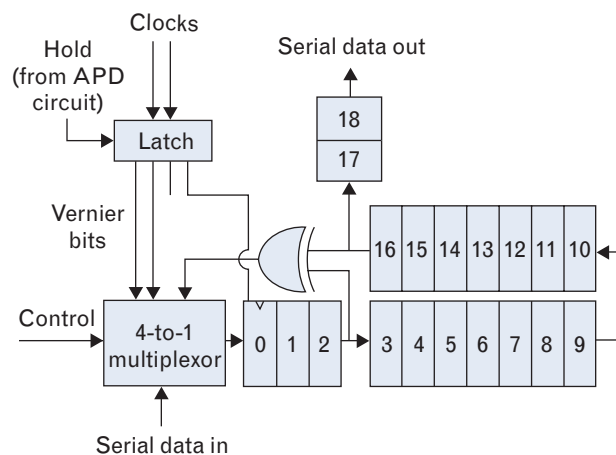 Clocks
Hold
(from APD
circuit)
Serial data out
Latch
18
17
Vernier
bits
16 15 14 13 12 11 10
Control
4-to-1
multiplexor
0 1 2
3 4 5 6 7 8 9
Serial data in